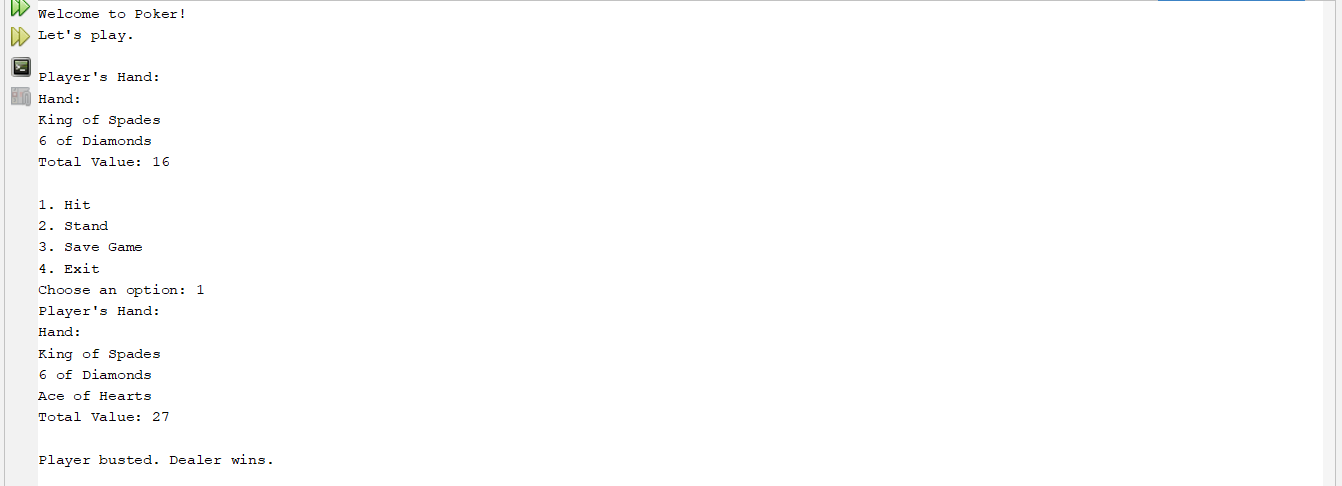 Welcome to Poker!
Let's play.
Player's Hand:
Hand:
King of Spades
6 of Diamonds
Total Value: 16
1. Hit
2. Stand
3. Save Game
4. Exit
Choose an option: 1
Player's Hand:
Hand:
King of Spades
6 of Diamonds
Ace of Hearts
Total Value: 27
Player busted. Dealer wins.